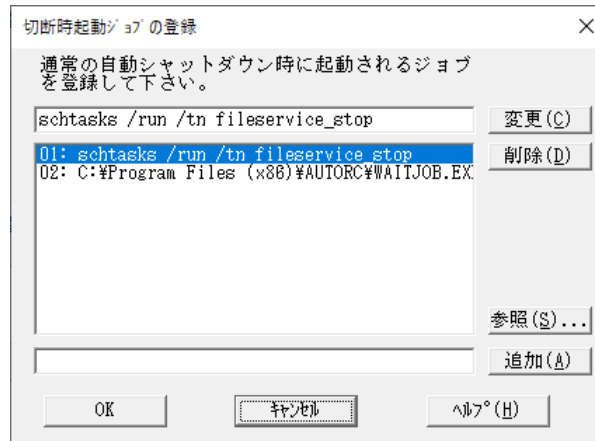 切断時起動ｼﾞｮﾌﾞの登録
通常の自動シャットダウン時に起動されるジョブ
を登録して下さい。
schtasks /run /tn fileservice_stop
変更(C)
01: schtasks /run /tn fileservice_stop
削除(D)
02: C:¥Program Files (x86)¥AUTORC¥WAITJOB.EX
参照(S)...
追加(A)
OK
ｷｬﾝｾﾙ
ﾍﾙﾌﾟ(H)